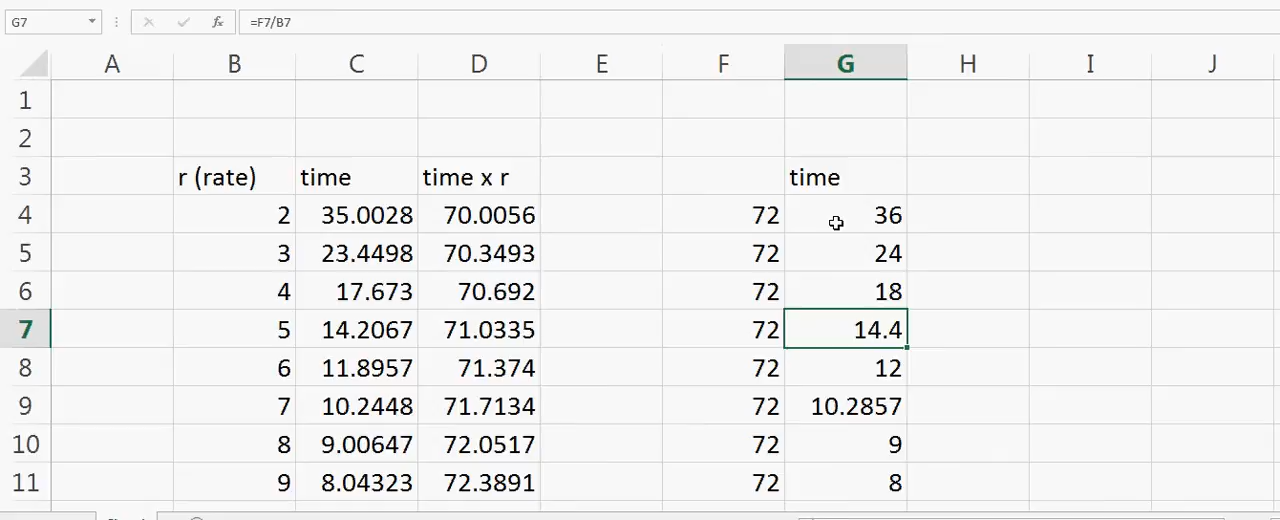 G7 fx =F7/B7
A B C D E F G H I J
1
2
3 r (rate) time time x r time
4 2 35.0028 70.0056 72 36
5 3 23.4498 70.3493 72 24
6 4 17.673 70.692 72 18
7 5 14.2067 71.0335 72 14.4
8 6 11.8957 71.374 72 12
9 7 10.2448 71.7134 72 10.2857
10 8 9.00647 72.0517 72 9
11 9 8.04323 72.3891 72 8